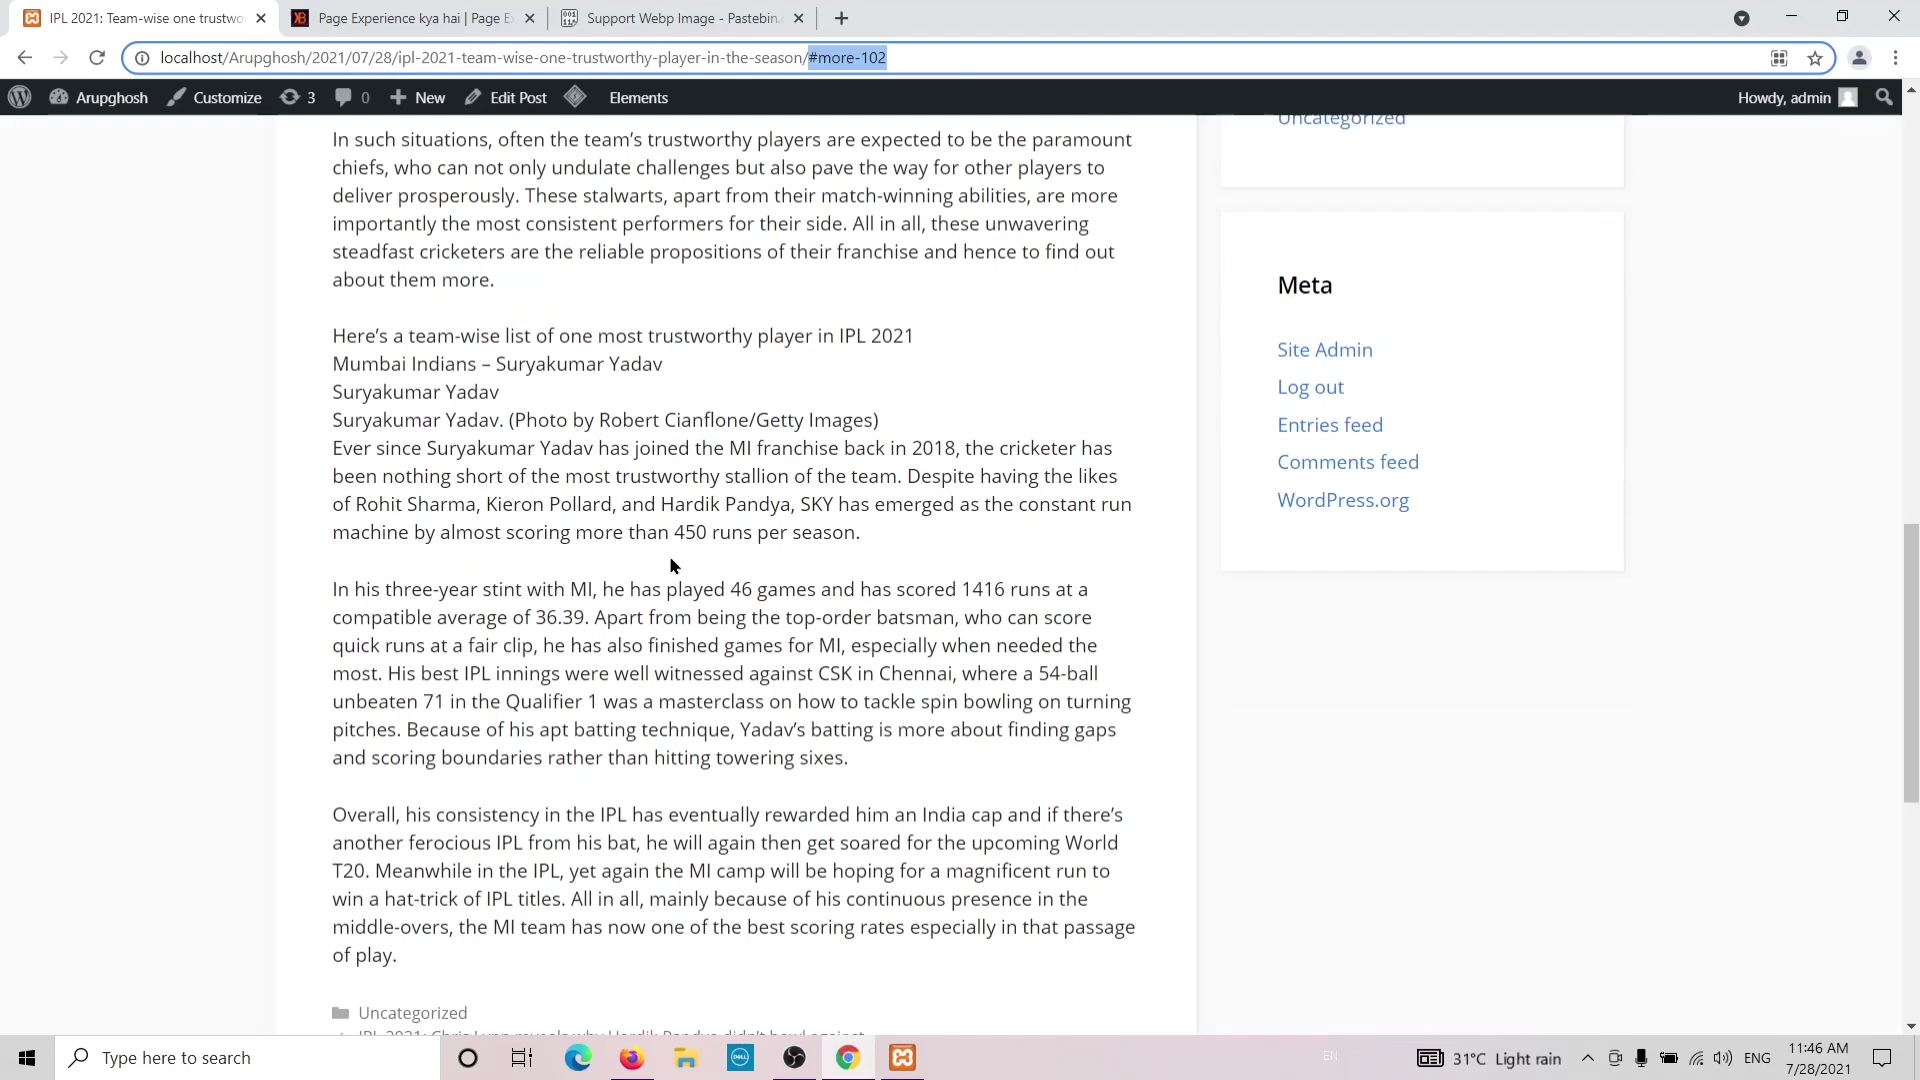 IPL 2021: Team-wise one trustwo
Page Experience kya hai | Page E
Support Webp Image - Pastebin.
localhost/Arupghosh/2021/07/28/ipl-2021-team-wise-one-trustworthy-player-in-the-season/#more-102
Arupghosh Customize 3 0 New Edit Post Elements Howdy, admin
In such situations, often the team's trustworthy players are expected to be the paramount
chiefs, who can not only undulate challenges but also pave the way for other players to
deliver prosperously. These stalwarts, apart from their match-winning abilities, are more
importantly the most consistent performers for their side. All in all, these unwavering
steadfast cricketers are the reliable propositions of their franchise and hence to find out
about them more.
Here's a team-wise list of one most trustworthy player in IPL 2021
Mumbai Indians – Suryakumar Yadav
Suryakumar Yadav
Suryakumar Yadav. (Photo by Robert Cianflone/Getty Images)
Ever since Suryakumar Yadav has joined the MI franchise back in 2018, the cricketer has
been nothing short of the most trustworthy stallion of the team. Despite having the likes
of Rohit Sharma, Kieron Pollard, and Hardik Pandya, SKY has emerged as the constant run
machine by almost scoring more than 450 runs per season.
In his three-year stint with MI, he has played 46 games and has scored 1416 runs at a
compatible average of 36.39. Apart from being the top-order batsman, who can score
quick runs at a fair clip, he has also finished games for MI, especially when needed the
most. His best IPL innings were well witnessed against CSK in Chennai, where a 54-ball
unbeaten 71 in the Qualifier 1 was a masterclass on how to tackle spin bowling on turning
pitches. Because of his apt batting technique, Yadav's batting is more about finding gaps
and scoring boundaries rather than hitting towering sixes.
Overall, his consistency in the IPL has eventually rewarded him an India cap and if there's
another ferocious IPL from his bat, he will again then get soared for the upcoming World
T20. Meanwhile in the IPL, yet again the MI camp will be hoping for a magnificent run to
win a hat-trick of IPL titles. All in all, mainly because of his continuous presence in the
middle-overs, the MI team has now one of the best scoring rates especially in that passage
of play.
Uncategorized
IPL 2021: Chris Lynn reveals why Hardik Pandya didn't bowl against
Uncategorized
Meta
Site Admin
Log out
Entries feed
Comments feed
WordPress.org
Type here to search
DELL
EN
31°C Light rain
ENG
11:46 AM
7/28/2021